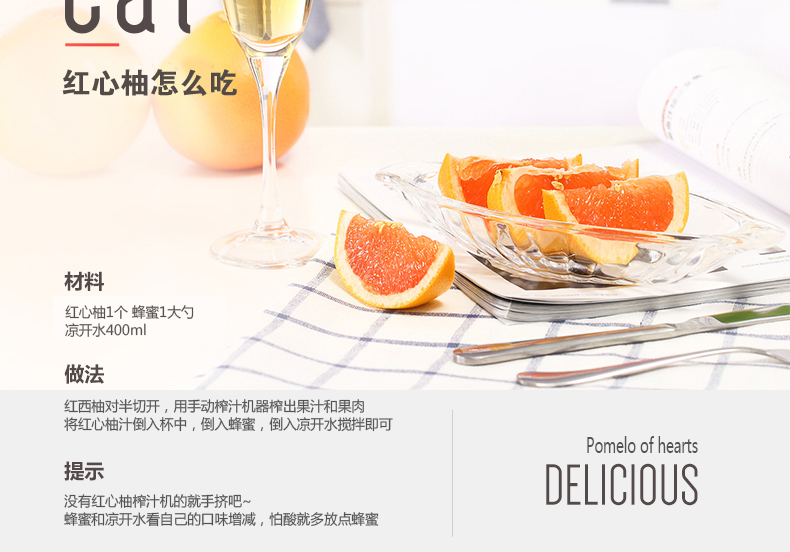 eat
红心柚怎么吃
材料
红心柚1个 蜂蜜1大勺
凉开水400ml
做法
红西柚对半切开，用手动榨汁机器榨出果汁和果肉
将红心柚汁倒入杯中，倒入蜂蜜，倒入凉开水搅拌即可
提示
没有红心柚榨汁机的就手挤吧~
蜂蜜和凉开水看自己的口味增减，怕酸就多放点蜂蜜
Pomelo of hearts
DELICIOUS